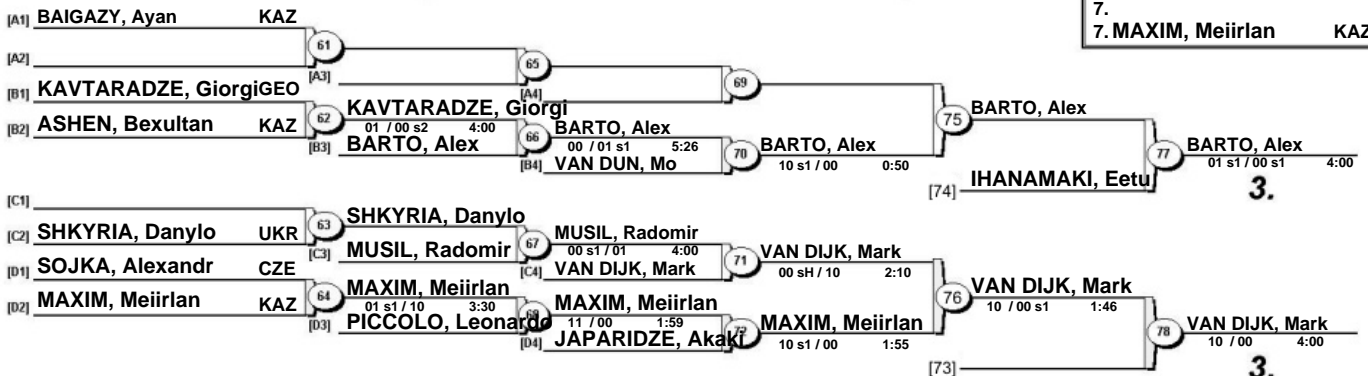 7.
7. MAXIM, Meiirlan KAZ
[A1] BAIGAZY, Ayan KAZ
61
[A2]
[A3]
65
[A4]
69
[B1] KAVTARADZE, Giorgi GEO
62
[B2] ASHEN, Bexultan KAZ
KAVTARADZE, Giorgi
01 / 00 s2 4:00
[B3] BARTO, Alex
66
BARTO, Alex
00 / 01 s1 5:26
[B4] VAN DUN, Mo
70
BARTO, Alex
10 s1 / 00 0:50
75
BARTO, Alex
[74] IHANAMAKI, Eetu
77
BARTO, Alex
01 s1 / 00 s1 4:00
3.
[C1]
63
[C2] SHKYRIA, Danylo UKR
SHKYRIA, Danylo
[C3] MUSIL, Radomir
67
MUSIL, Radomir
00 s1 / 01 4:00
[C4] VAN DIJK, Mark
71
VAN DIJK, Mark
00 sH / 10 2:10
[D1] SOJKA, Alexandr CZE
64
[D2] MAXIM, Meiirlan KAZ
MAXIM, Meiirlan
01 s1 / 10 3:30
[D3] PICCOLO, Leonardo
68
MAXIM, Meiirlan
11 / 00 1:59
[D4] JAPARIDZE, Akaki
72
MAXIM, Meiirlan
10 s1 / 00 1:55
76
VAN DIJK, Mark
10 / 00 s1 1:46
[73]
78
VAN DIJK, Mark
10 / 00 4:00
3.